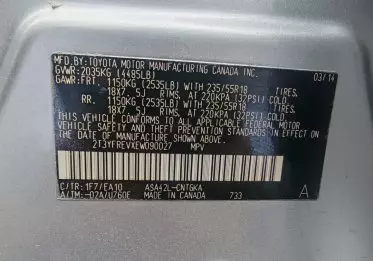 MFD. BY:TOYOTA MOTOR MANUFACTURING CANADA INC.
GVWR:2035KG (4485LB) 03/14
GAWR:FRT. 1150KG (2535LB) WITH 235/55R18 TIRES,
18X7.5J RIMS, AT 220KPA (32PSI) COLD.
RR. 1150KG (2535LB) WITH 235/55R18 TIRES,
18X7.5J RIMS, AT 220KPA (32PSI) COLD.
THIS VEHICLE CONFORMS TO ALL APPLICABLE FEDERAL MOTOR
VEHICLE SAFETY AND THEFT PREVENTION STANDARDS IN EFFECT ON
THE DATE OF MANUFACTURE SHOWN ABOVE.
2T3YFREVXEW090027 MPV
C/TR:1F7/EA10 ASA42L-CNTGKA
A/TM:-02A/U760E MADE IN CANADA 733 A